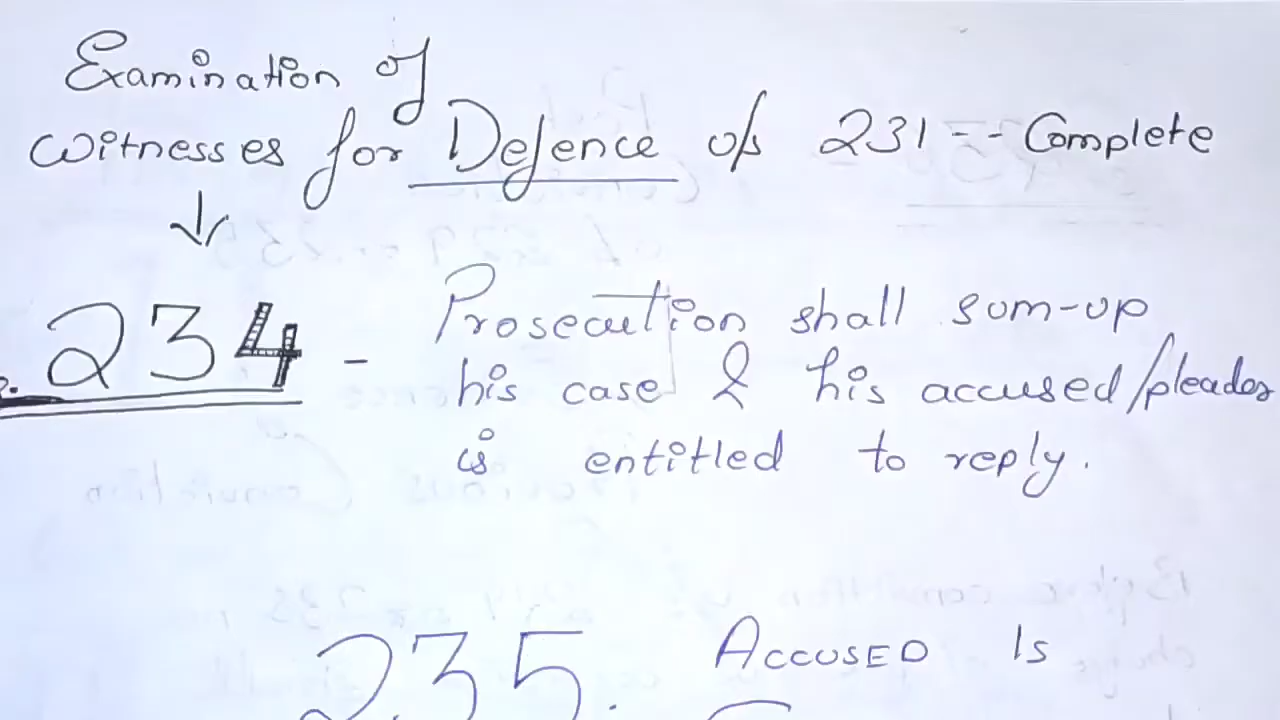 Examination of
witnesses for Defence u/s 231 -- Complete
↓
234 - Prosecution shall sum-up
his case & his accused/pleader
is entitled to reply.
235. ACCUSED Is